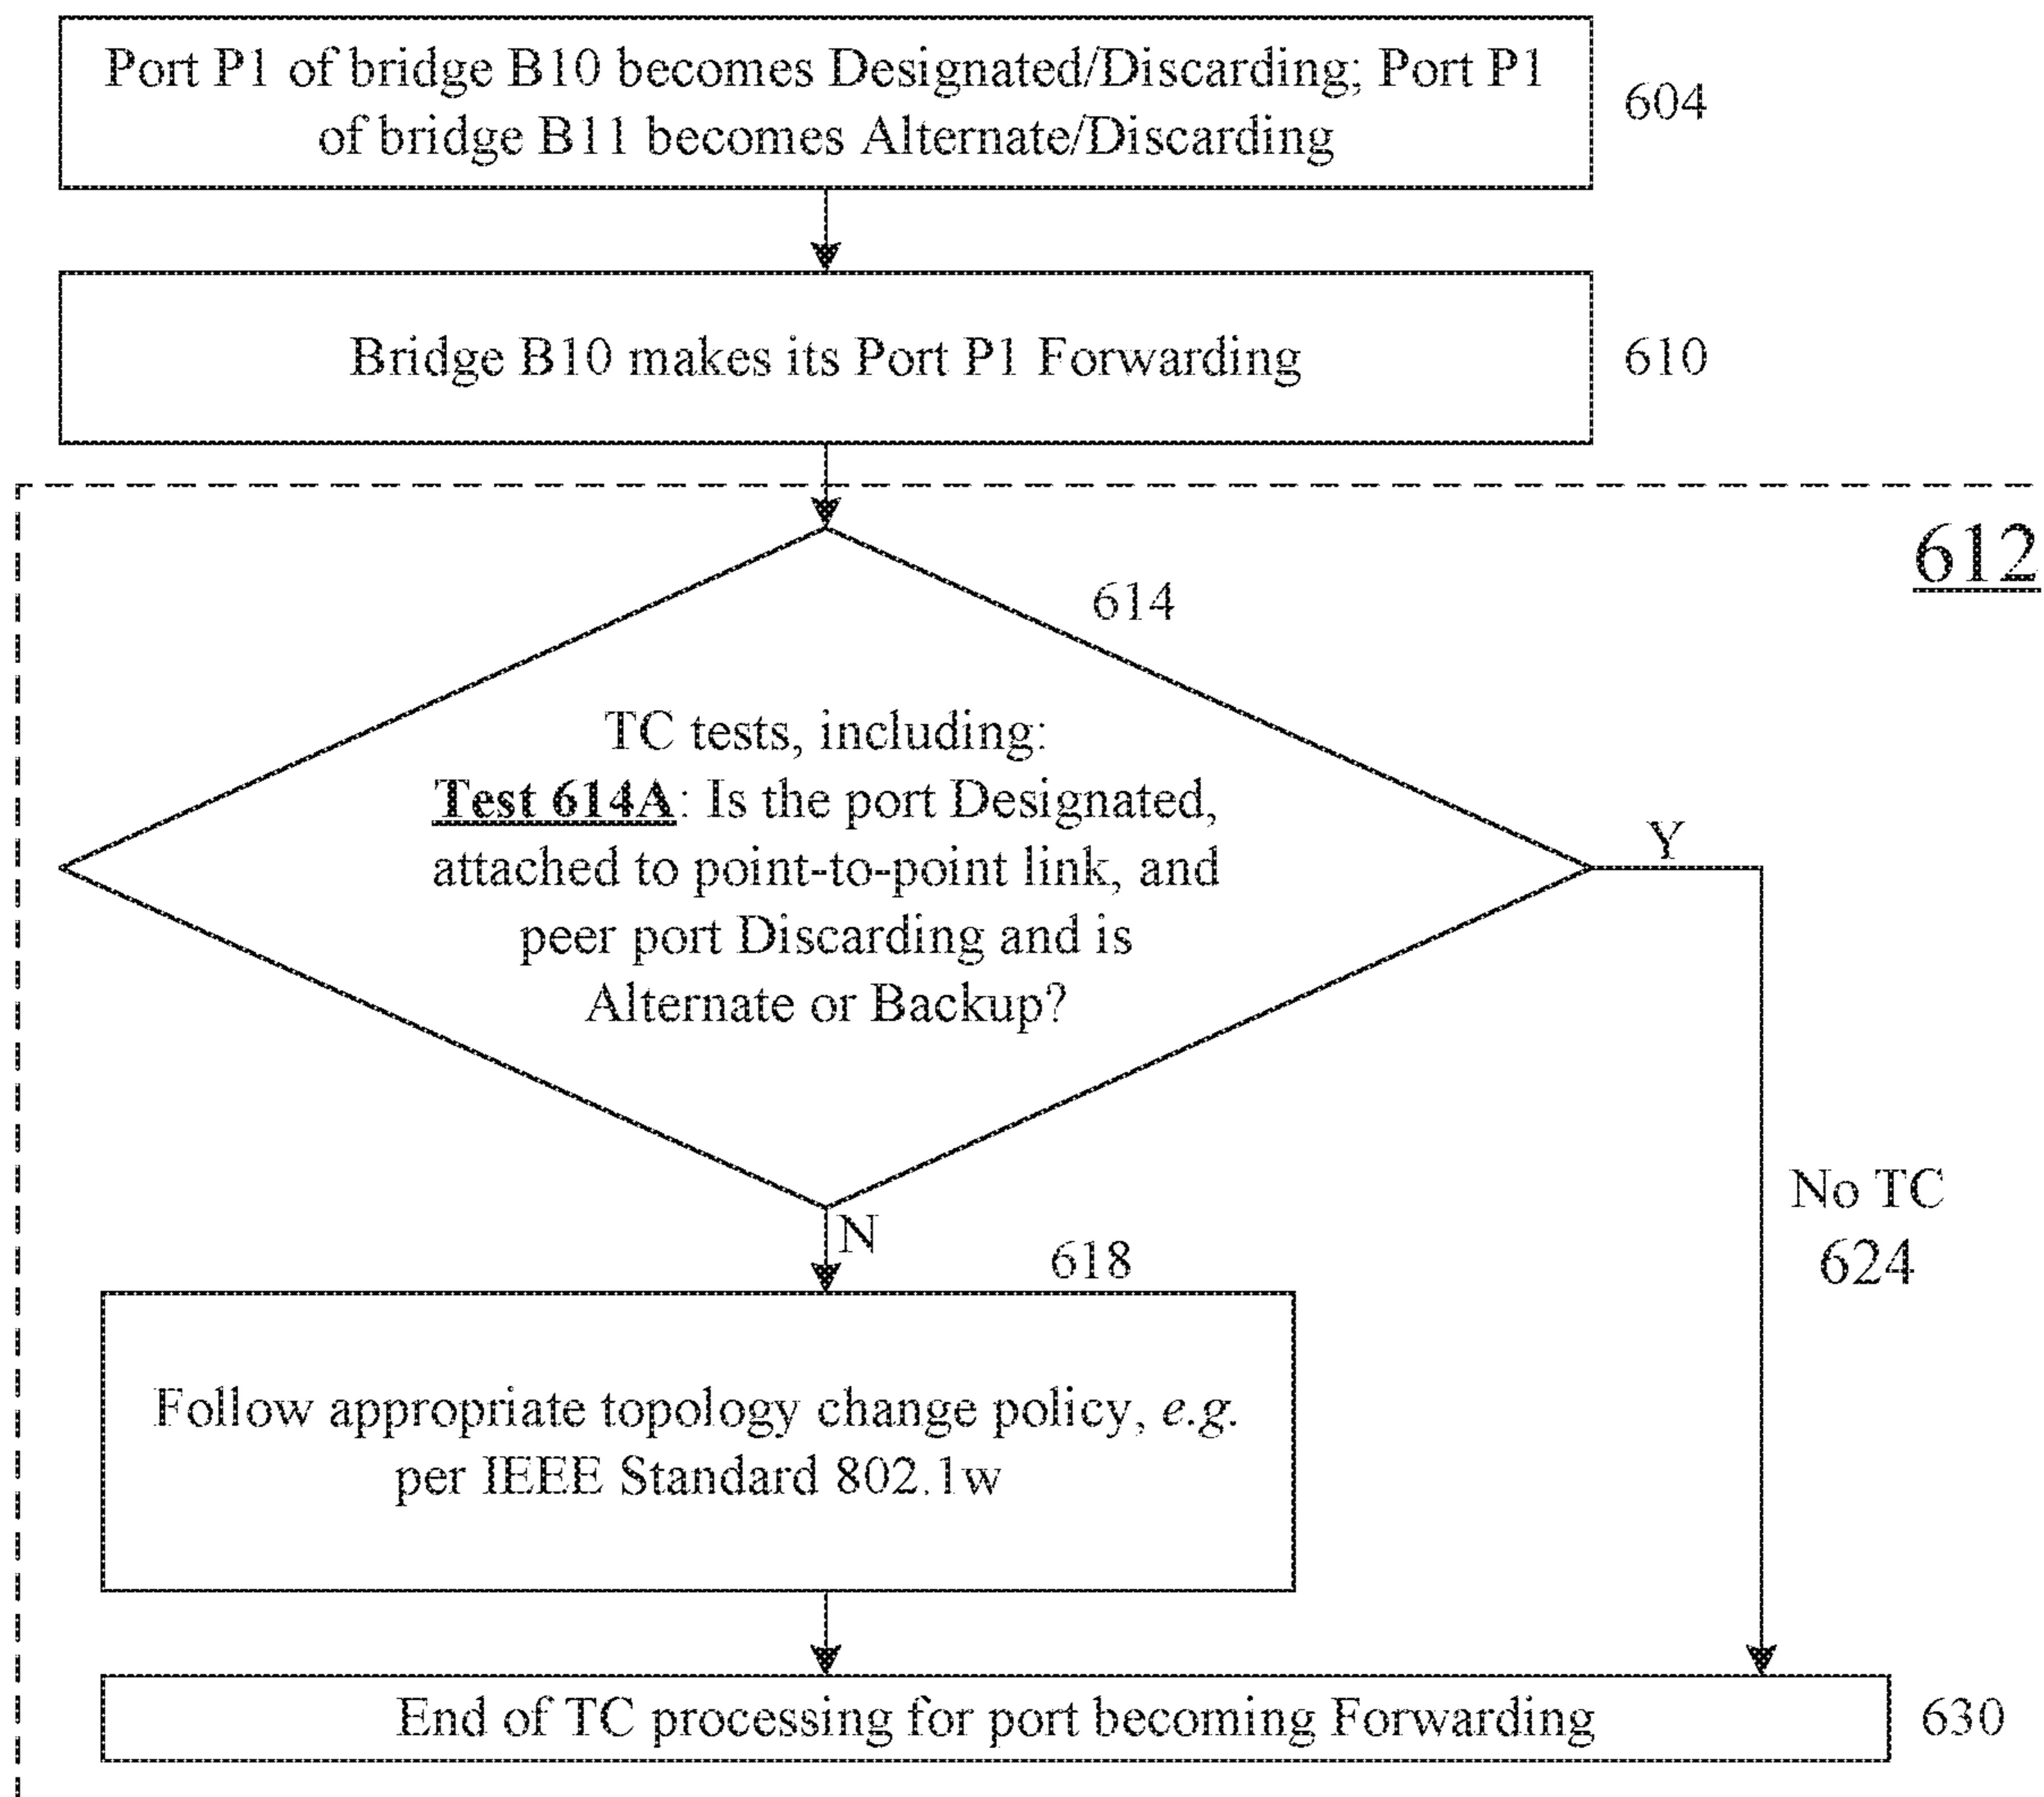 Port P1 of bridge B10 becomes Designated/Discarding; Port P1
of bridge B11 becomes Alternate/Discarding
604
Bridge B10 makes its Port P1 Forwarding
610
612
614
TC tests, including:
Test 614A: Is the port Designated,
attached to point-to-point link, and
peer port Discarding and is
Alternate or Backup?
Y
N
No TC
624
618
Follow appropriate topology change policy, e.g.
per IEEE Standard 802.1w
End of TC processing for port becoming Forwarding
630